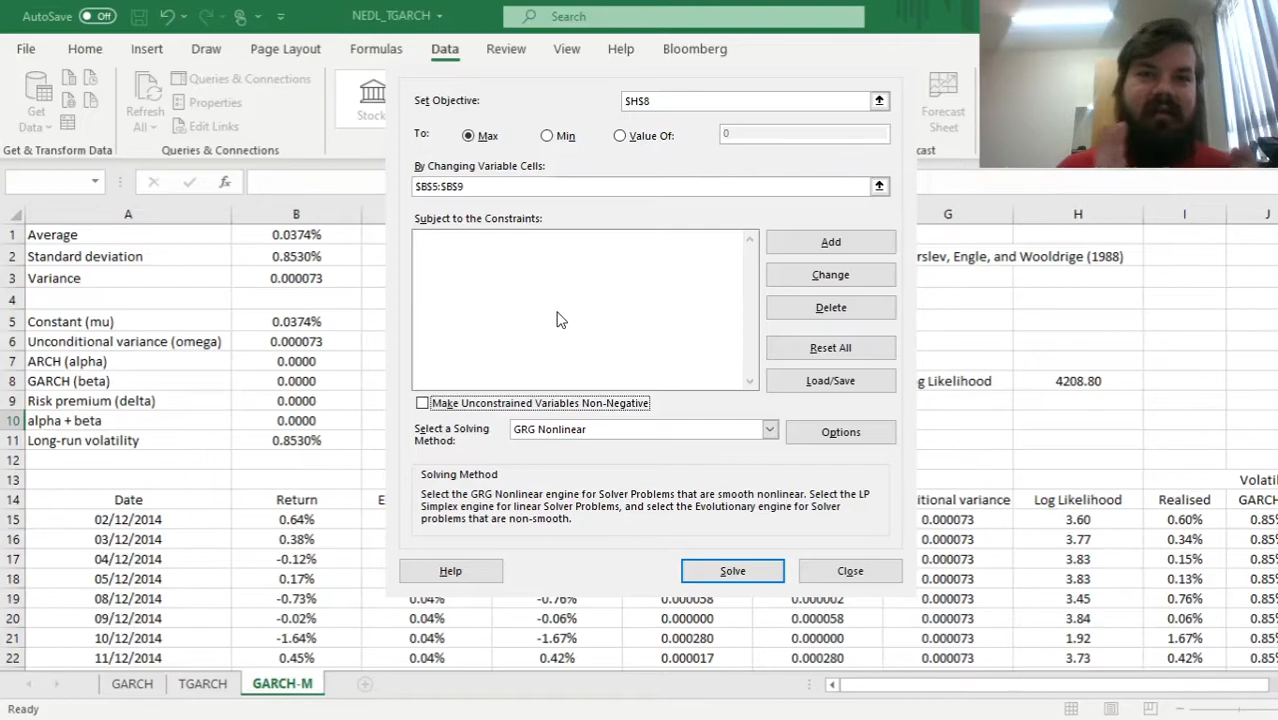 AutoSave Off NEDL_TGARCH Search
File Home Insert Draw Page Layout Formulas Data Review View Help Bloomberg
Get Data
Refresh All
Queries & Connections
Properties
Edit Links
Stock
Forecast Sheet
Get & Transform Data Queries & Connections cast
Set Objective: $H$8
To: Max Min Value Of: 0
By Changing Variable Cells:
$B$5:$B$9
Subject to the Constraints:
Add
Change
Delete
Reset All
Load/Save
Make Unconstrained Variables Non-Negative
Select a Solving Method: GRG Nonlinear Options
Solving Method
Select the GRG Nonlinear engine for Solver Problems that are smooth nonlinear. Select the LP
Simplex engine for linear Solver Problems, and select the Evolutionary engine for Solver
problems that are non-smooth.
Help Solve Close
fx
A B G H I J
1 Average 0.0374%
2 Standard deviation 0.8530% rslev, Engle, and Wooldrige (1988)
3 Variance 0.000073
4
5 Constant (mu) 0.0374%
6 Unconditional variance (omega) 0.000073
7 ARCH (alpha) 0.0000
8 GARCH (beta) 0.0000 g Likelihood 4208.80
9 Risk premium (delta) 0.0000
10 alpha + beta 0.0000
11 Long-run volatility 0.8530%
12
13 Volati
14 Date Return E itional variance Log Likelihood Realised GARC
15 02/12/2014 0.64% 0.000073 3.60 0.60% 0.85
16 03/12/2014 0.38% 0.000073 3.77 0.34% 0.85
17 04/12/2014 -0.12% 0.000073 3.83 0.15% 0.85
18 05/12/2014 0.17% 0.000073 3.83 0.13% 0.85
19 08/12/2014 -0.73% 0.04% -0.76% 0.000058 0.000002 0.000073 3.45 0.76% 0.85
20 09/12/2014 -0.02% 0.04% -0.06% 0.000000 0.000058 0.000073 3.84 0.06% 0.85
21 10/12/2014 -1.64% 0.04% -1.67% 0.000280 0.000000 0.000073 1.92 1.67% 0.85
22 11/12/2014 0.45% 0.04% 0.42% 0.000017 0.000280 0.000073 3.73 0.42% 0.85
GARCH TGARCH GARCH-M
Ready